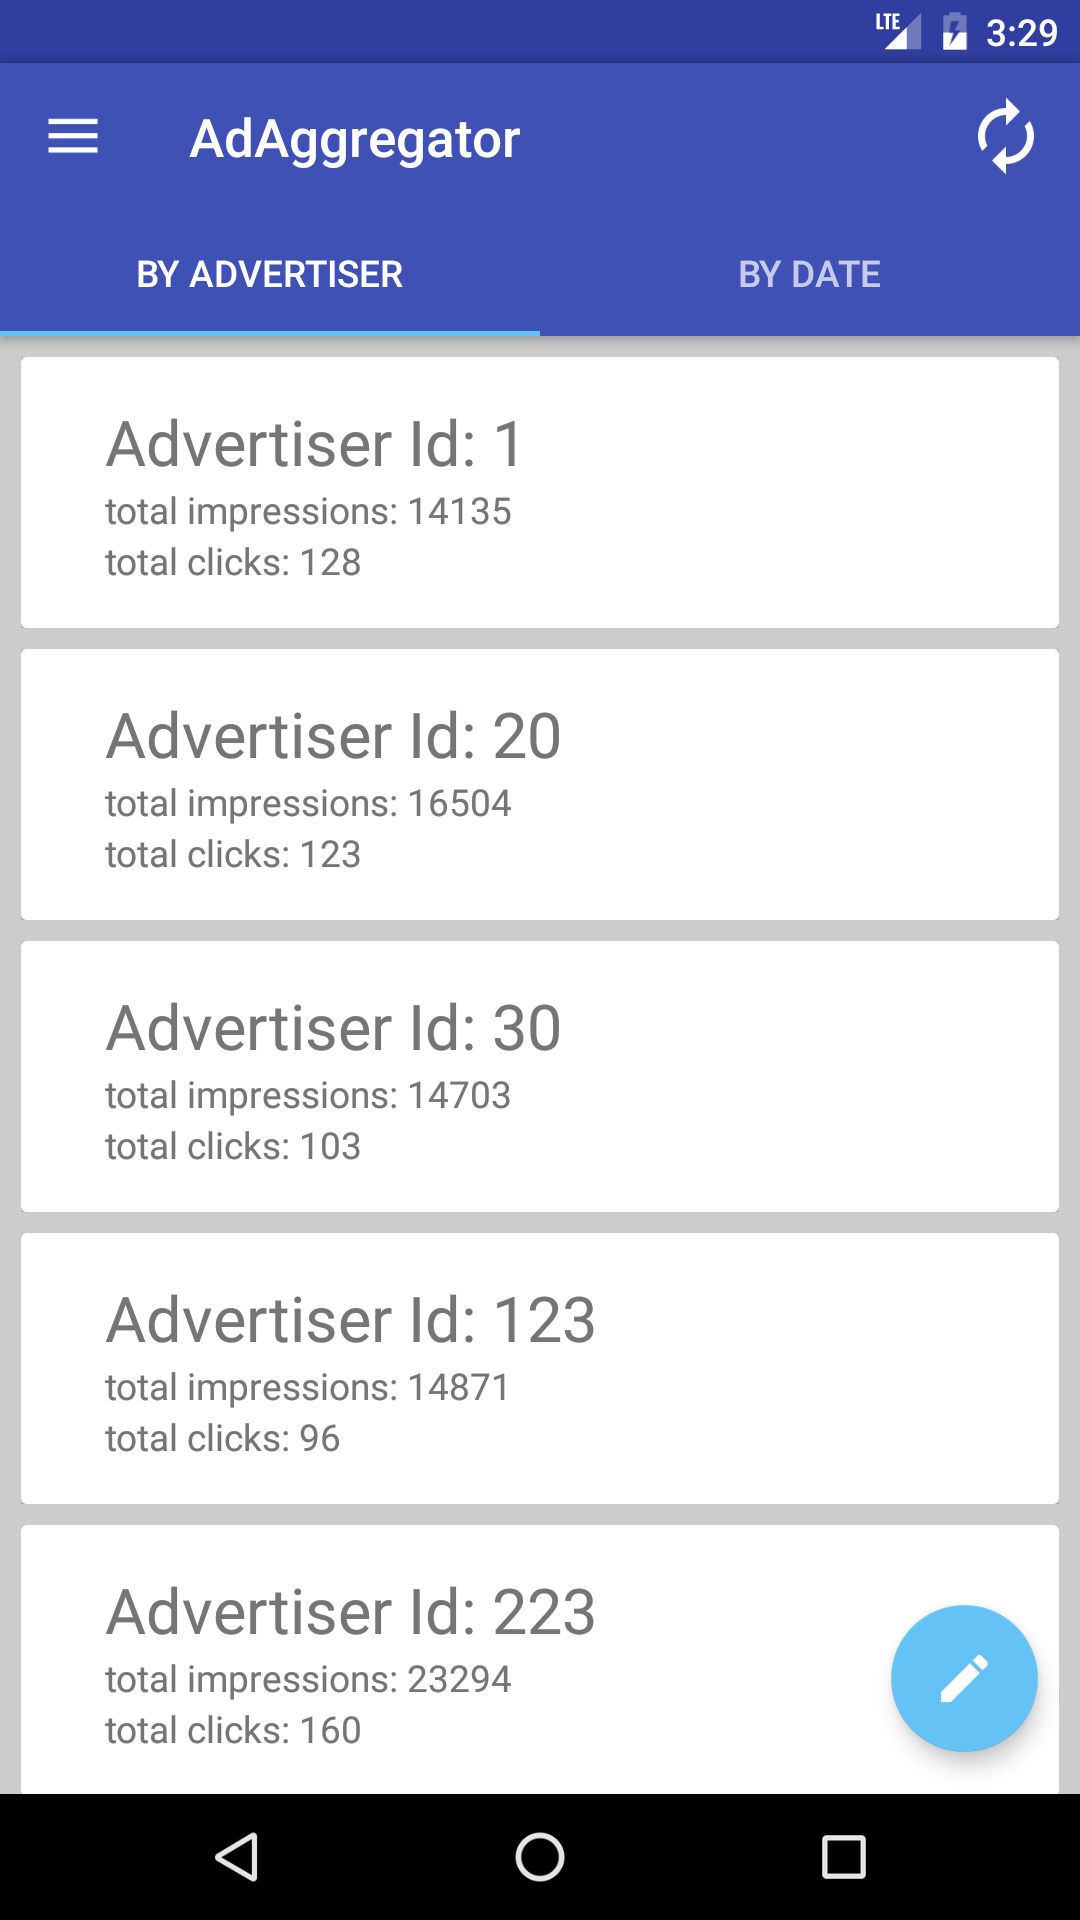 LTE 3:29
AdAggregator
BY ADVERTISER BY DATE
Advertiser Id: 1
total impressions: 14135
total clicks: 128
Advertiser Id: 20
total impressions: 16504
total clicks: 123
Advertiser Id: 30
total impressions: 14703
total clicks: 103
Advertiser Id: 123
total impressions: 14871
total clicks: 96
Advertiser Id: 223
total impressions: 23294
total clicks: 160